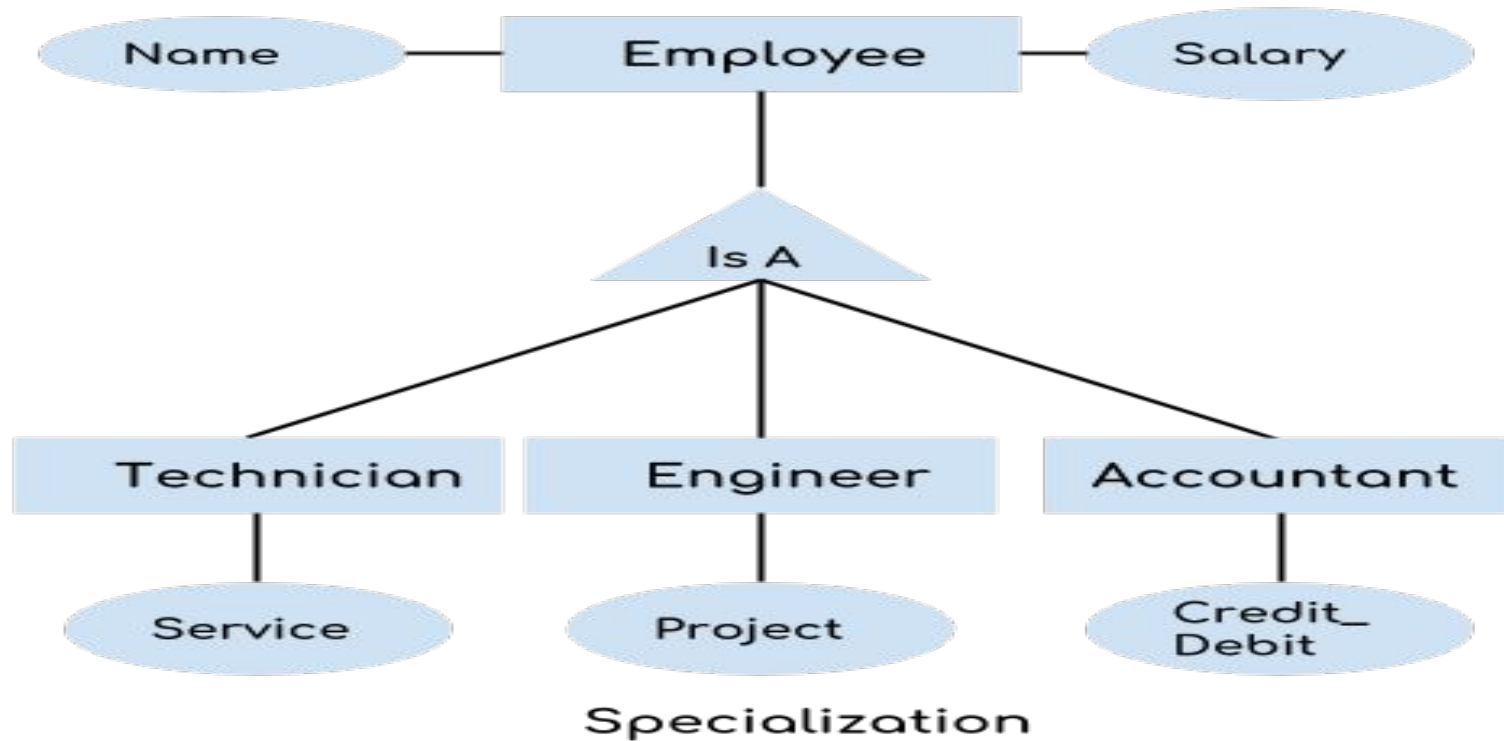 Name
Employee
Salary
Is A
Technician
Engineer
Accountant
Service
Project
Credit_
Debit
Specialization